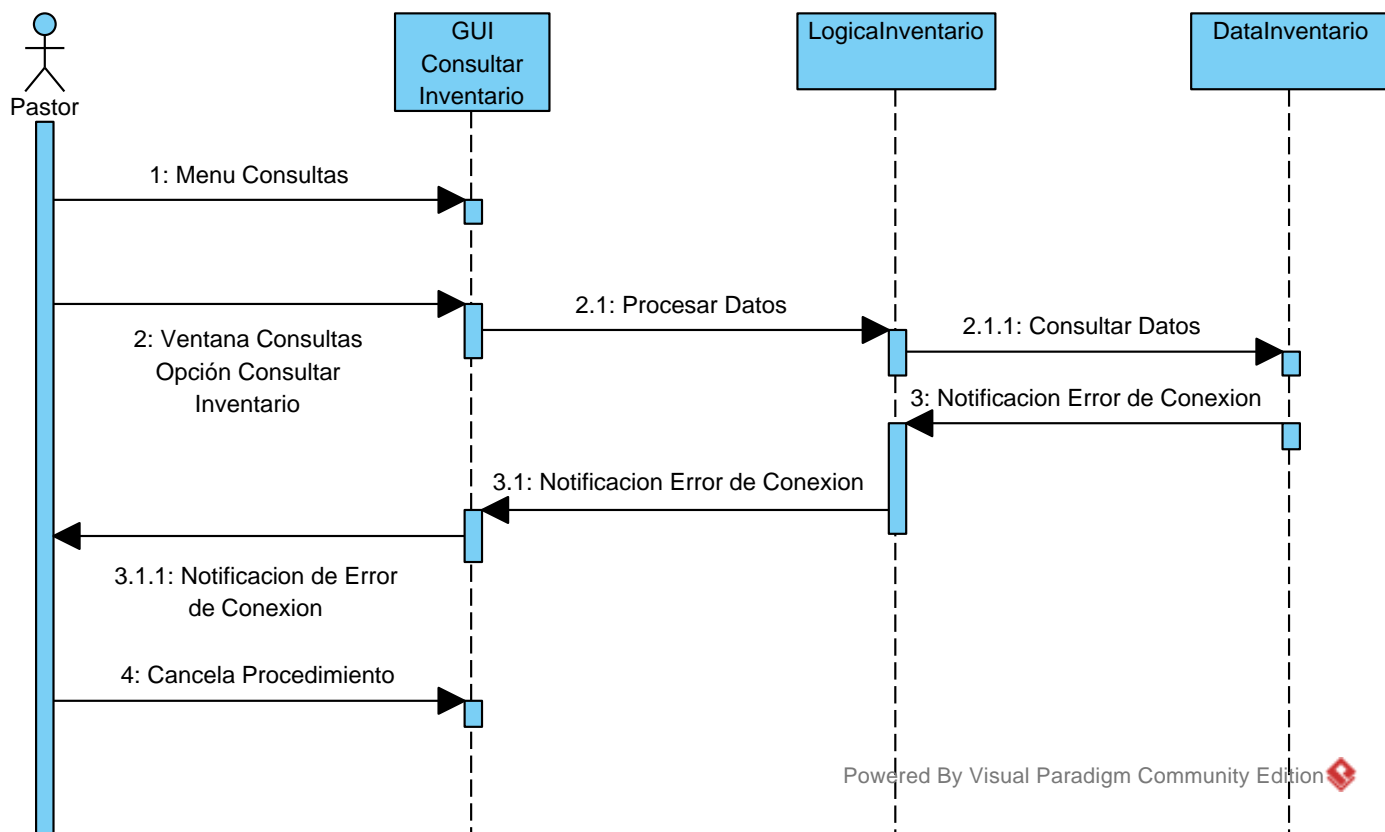 Pastor
GUI
Consultar
Inventario
LogicaInventario
DataInventario
1: Menu Consultas
2: Ventana Consultas
Opción Consultar
Inventario
2.1: Procesar Datos
2.1.1: Consultar Datos
3: Notificacion Error de Conexion
3.1: Notificacion Error de Conexion
3.1.1: Notificacion de Error
de Conexion
4: Cancela Procedimiento
Powered By Visual Paradigm Community Edition